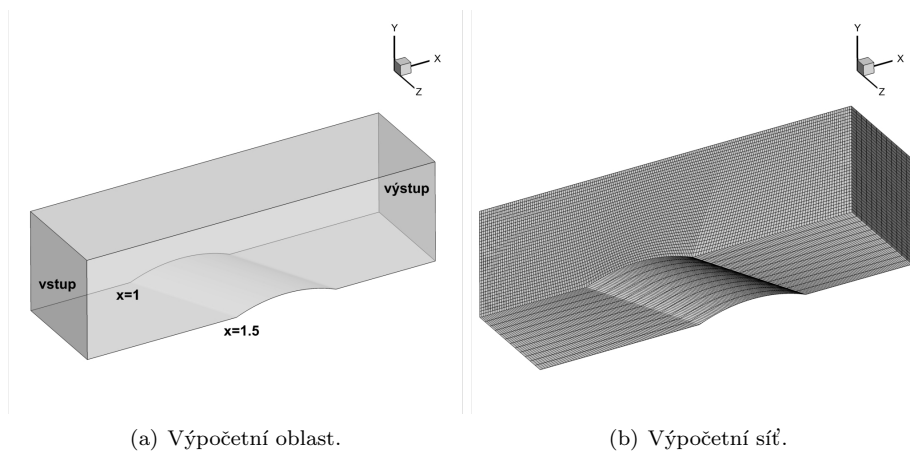 Y
X
Z
vstup
x=1
x=1.5
výstup
Y
X
Z
(a) Výpočetní oblast.
(b) Výpočetní síť.